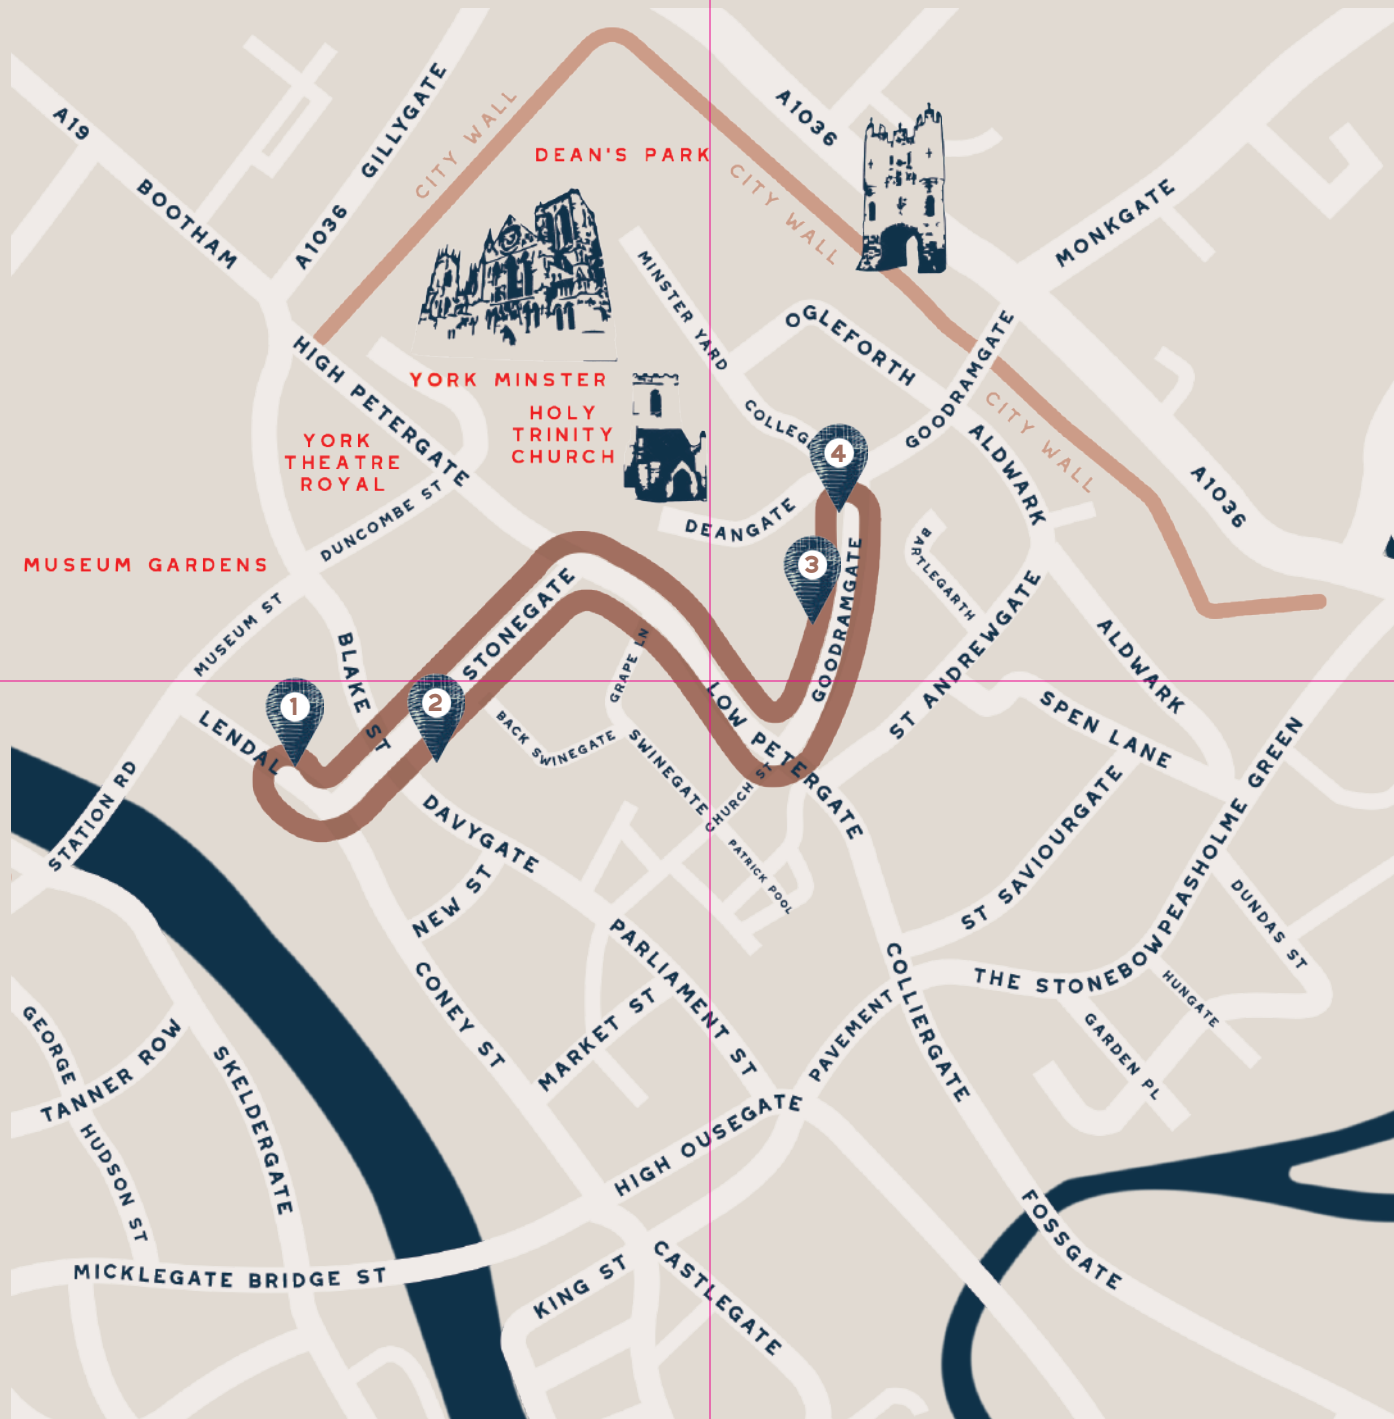 A19
BOOTHAM
GILLYGATE
A1036
CITY WALL
DEAN'S PARK
A1036
CITY WALL
MONKGATE
MINSTER YARD
OGLEFORTH
GOODRAMGATE
CITY WALL
HIGH PETERGATE
YORK MINSTER
HOLY
TRINITY
CHURCH
YORK
THEATRE
ROYAL
DUNCOMBE ST
COLLEG
4
ALDWARK
A1036
DEANGATE
MUSEUM GARDENS
3
GOODRAMGATE
BARTLEGARTH
STONEGATE
MUSEUM ST
BLAKE ST
GRAPE LN
ST ANDREWGATE
ALDWARK
1
2
LENDAL
BACK SWINEGATE
SWINEGATE
LOW PETERGATE
CHURCH ST
SPEN LANE
STATION RD
DAVYGATE
NEW ST
PATRICK POOL
ST SAVIOURGATE
PEASHOLME GREEN
DUNDAS ST
PARLIAMENT ST
CONEY ST
MARKET ST
COLLIERGATE
THE STONEBOW
HUNGATE
GARDEN PL
PAVEMENT
GEORGE
HUDSON ST
TANNER ROW
SKELDERGATE
HIGH OUSEGATE
FOSSGATE
MICKLEGATE BRIDGE ST
KING ST
CASTLEGATE